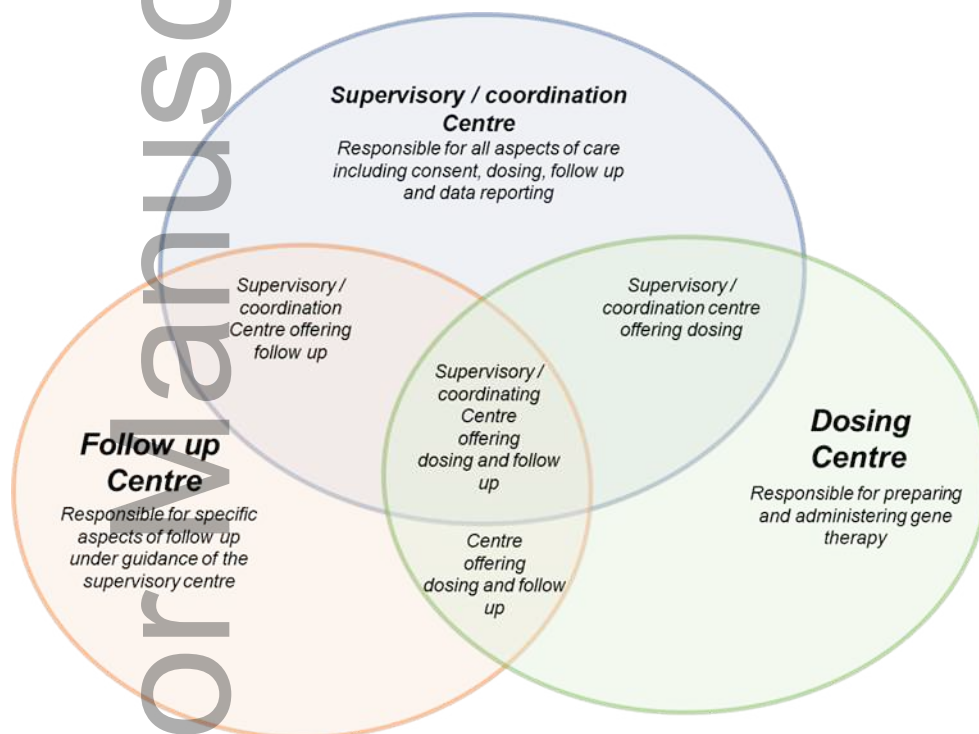 Supervisory / coordination
Centre
Responsible for all aspects of care
including consent, dosing, follow up
and data reporting
Supervisory /
coordination
Centre offering
follow up
Supervisory /
coordination centre
offering dosing
Supervisory /
coordinating
Centre
offering
dosing and follow
up
Follow up
Centre
Responsible for specific
aspects of follow up
under guidance of the
supervisory centre
Dosing
Centre
Responsible for preparing
and administering gene
therapy
Centre
offering
dosing and follow
up
or Manusc